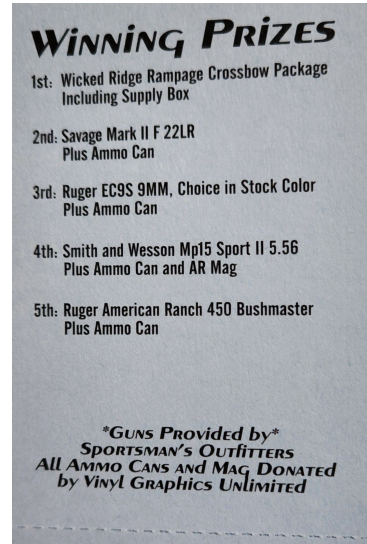 Winning Prizes
1st: Wicked Ridge Rampage Crossbow Package
Including Supply Box
2nd: Savage Mark II F 22LR
Plus Ammo Can
3rd: Ruger EC9S 9MM, Choice in Stock Color
Plus Ammo Can
4th: Smith and Wesson Mp15 Sport II 5.56
Plus Ammo Can and AR Mag
5th: Ruger American Ranch 450 Bushmaster
Plus Ammo Can
*Guns Provided by*
Sportsman's Outfitters
All Ammo Cans and Mag Donated
by Vinyl Graphics Unlimited